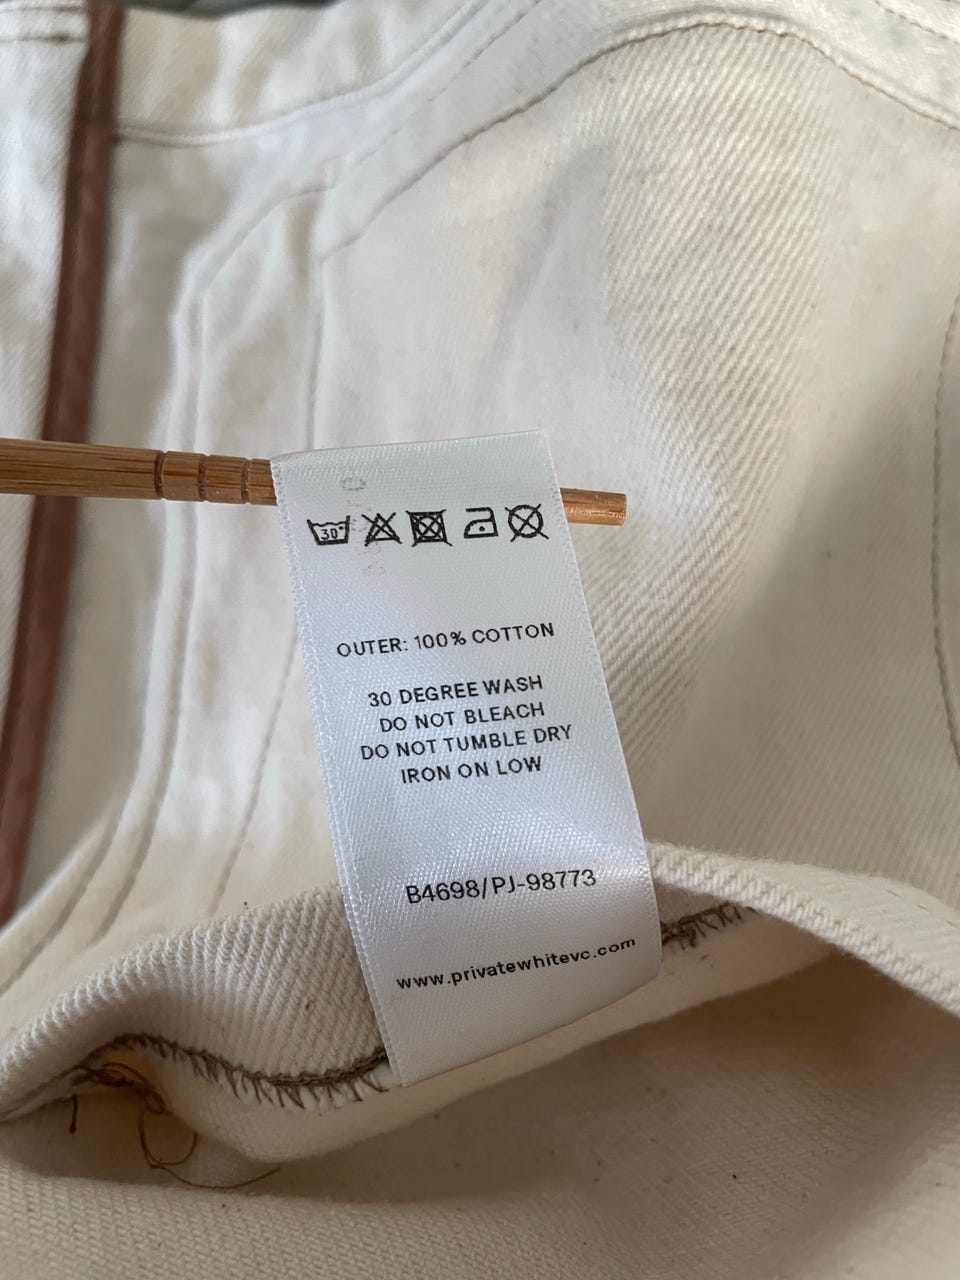 30°
OUTER: 100% COTTON
30 DEGREE WASH
DO NOT BLEACH
DO NOT TUMBLE DRY
IRON ON LOW
B4698/PJ-98773
www.privatewhitevc.com